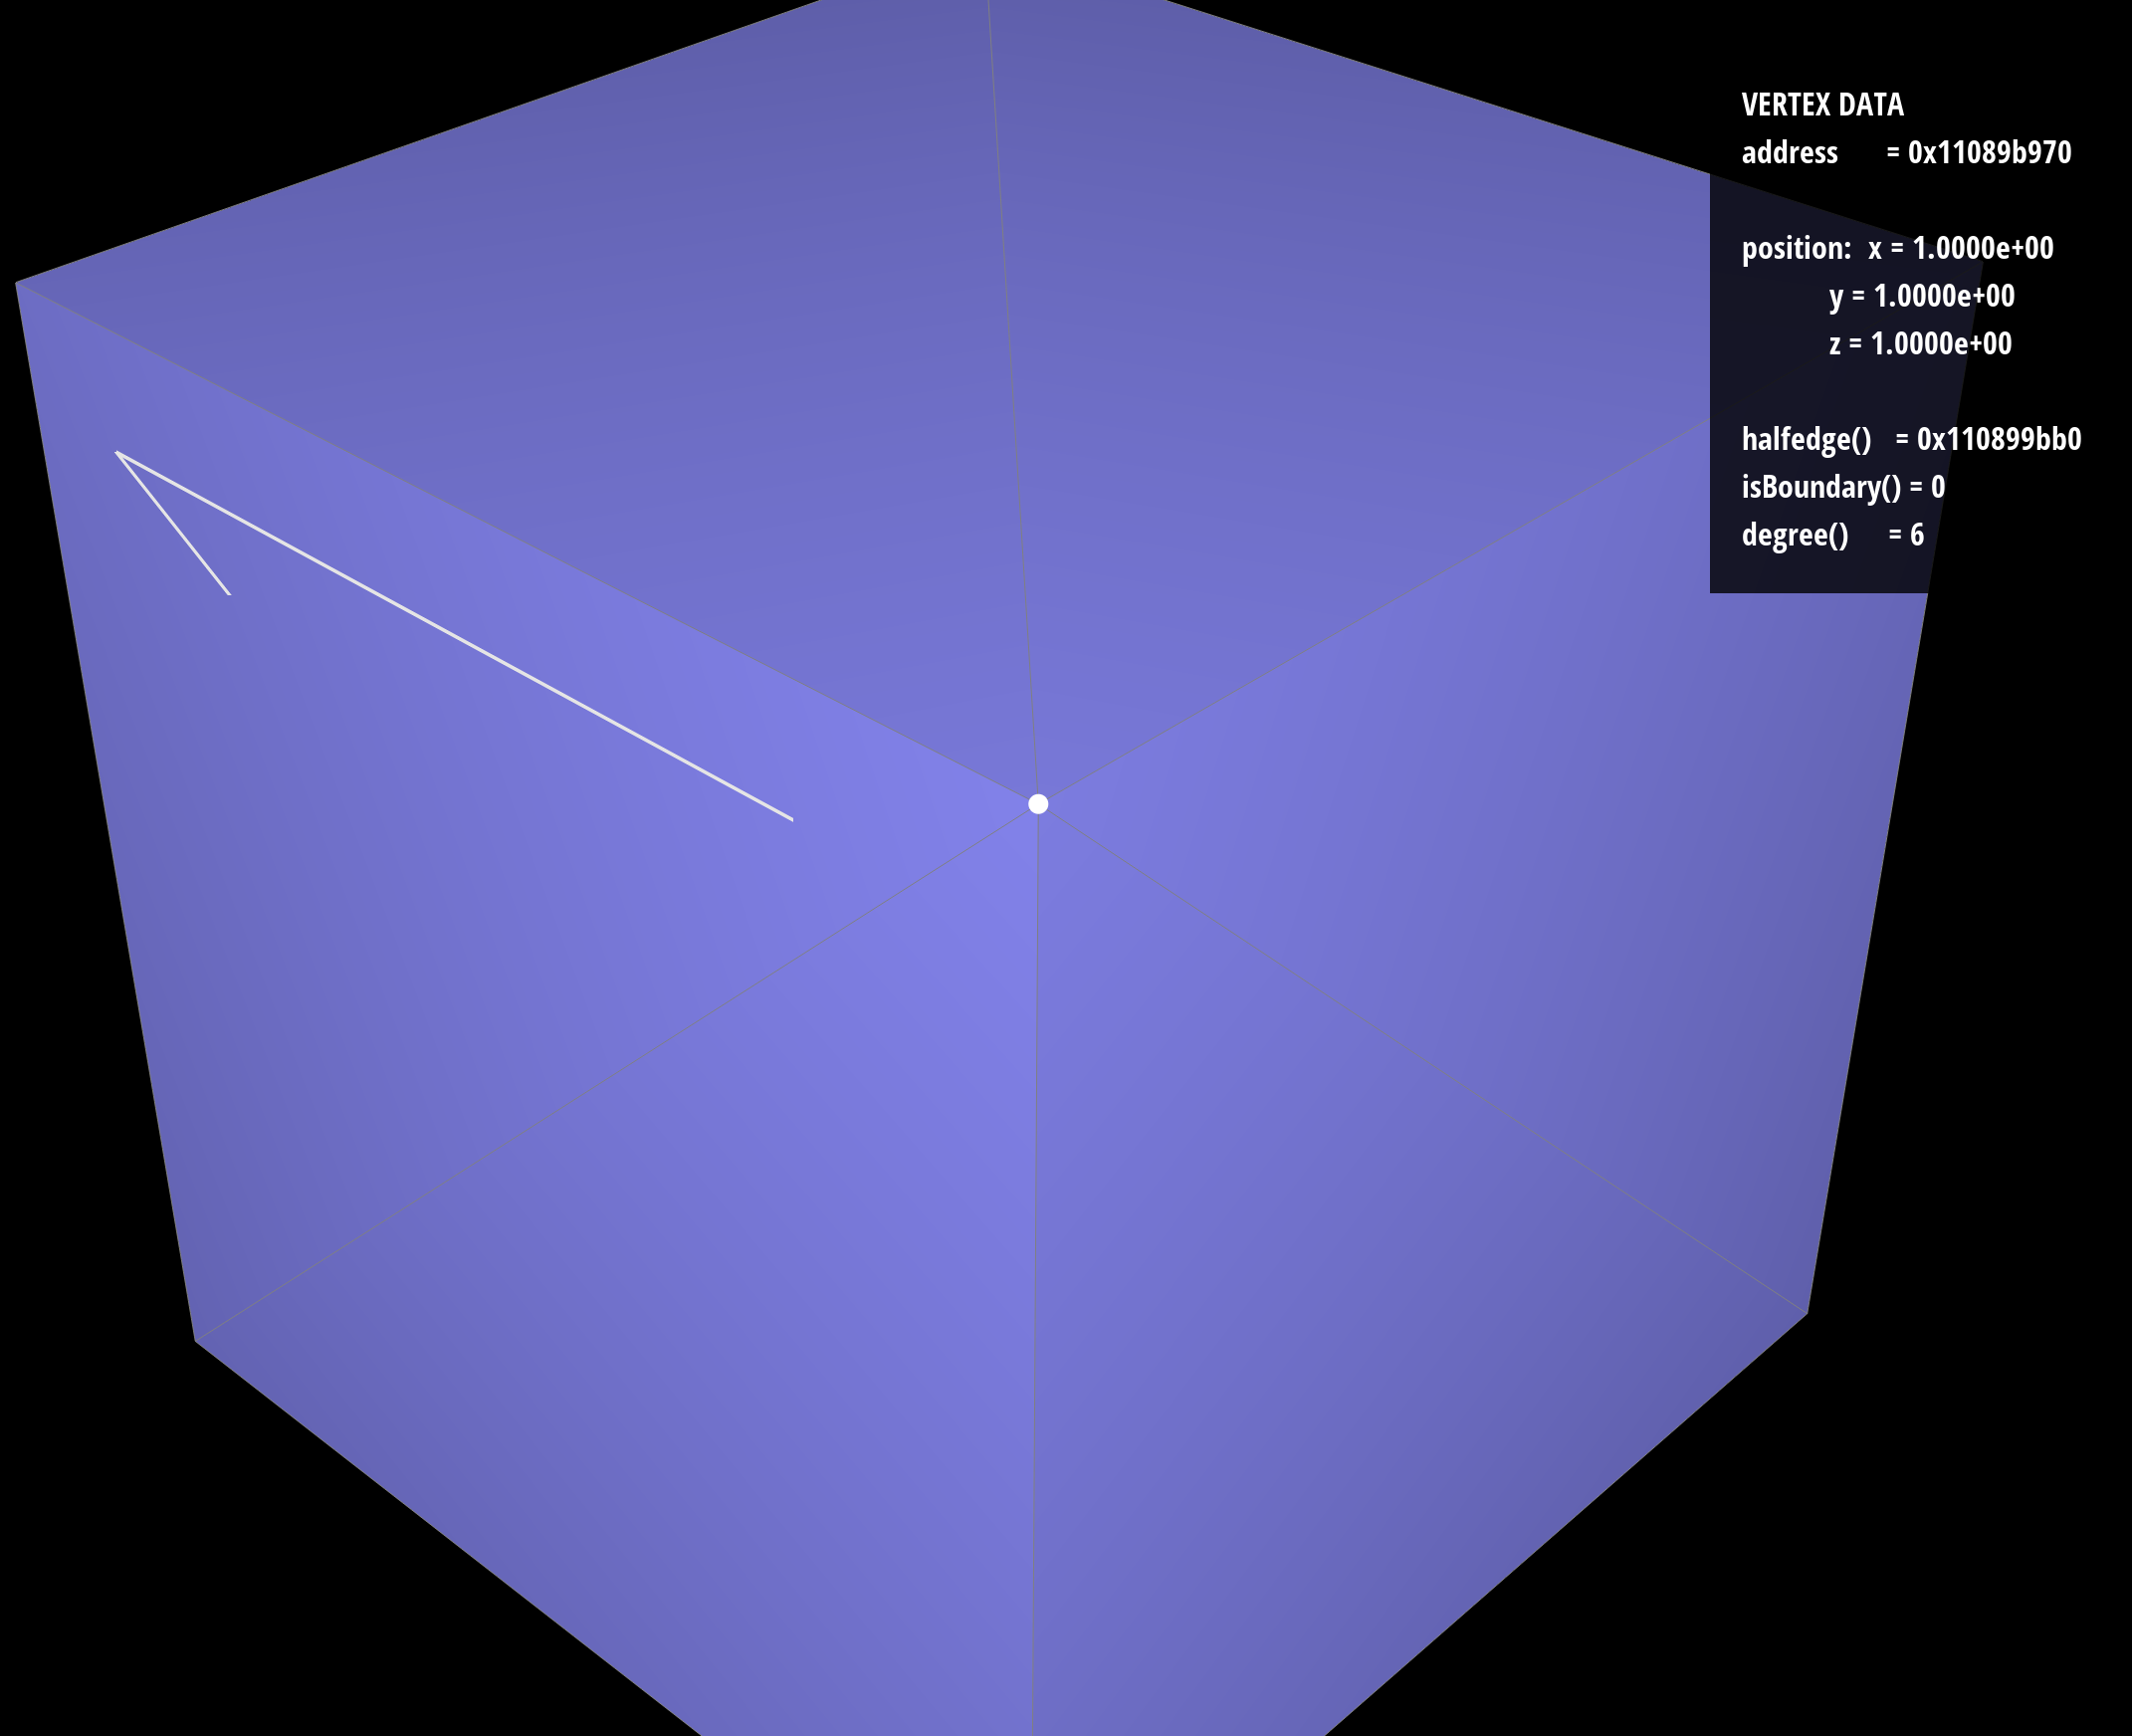 VERTEX DATA
address = 0x11089b970
position: x = 1.0000e+00
y = 1.0000e+00
z = 1.0000e+00
halfedge() = 0x110899bb0
isBoundary() = 0
degree() = 6